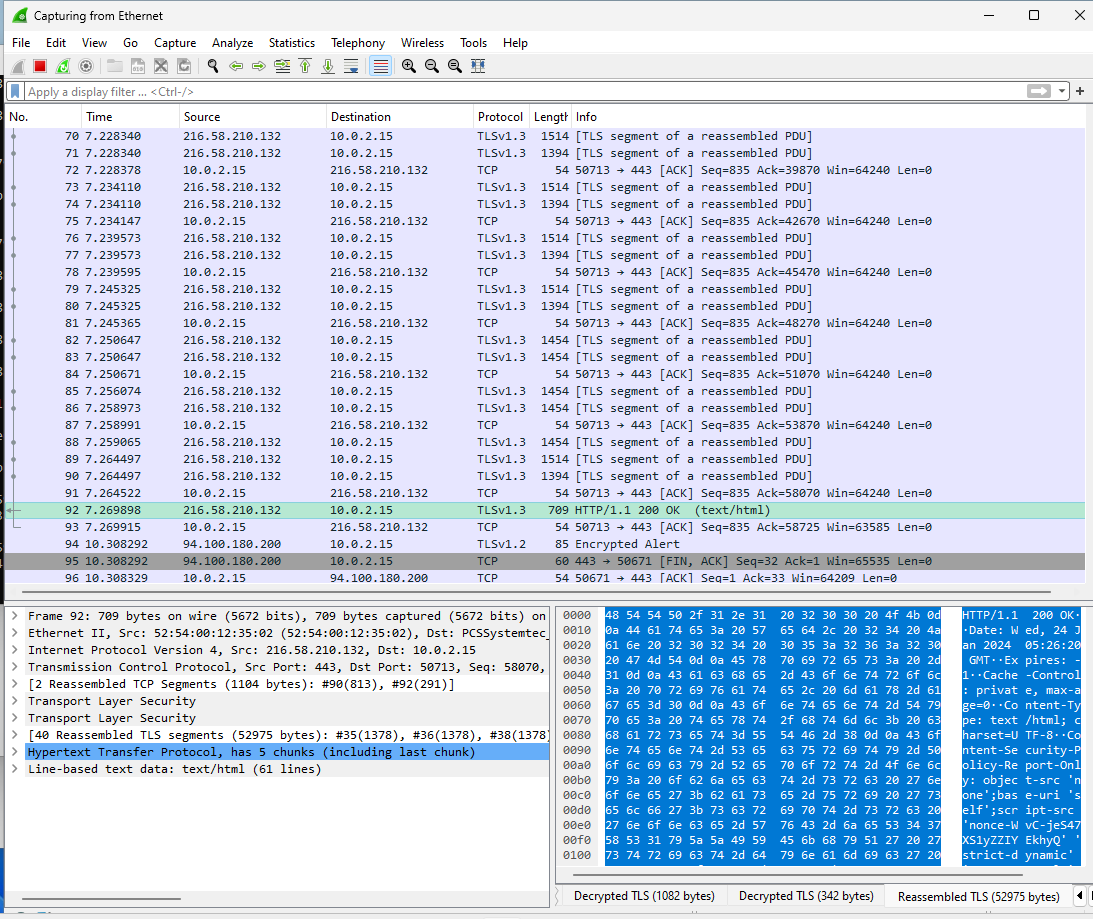 Capturing from Ethernet
File Edit View Go Capture Analyze Statistics Telephony Wireless Tools Help
Apply a display filter ... <Ctrl-/>
No. Time Source Destination Protocol Length Info
70 7.228340 216.58.210.132 10.0.2.15 TLSv1.3 1514 [TLS segment of a reassembled PDU]
71 7.228340 216.58.210.132 10.0.2.15 TLSv1.3 1394 [TLS segment of a reassembled PDU]
72 7.228378 10.0.2.15 216.58.210.132 TCP 54 50713 → 443 [ACK] Seq=835 Ack=39870 Win=64240 Len=0
73 7.234110 216.58.210.132 10.0.2.15 TLSv1.3 1514 [TLS segment of a reassembled PDU]
74 7.234110 216.58.210.132 10.0.2.15 TLSv1.3 1394 [TLS segment of a reassembled PDU]
75 7.234147 10.0.2.15 216.58.210.132 TCP 54 50713 → 443 [ACK] Seq=835 Ack=42670 Win=64240 Len=0
76 7.239573 216.58.210.132 10.0.2.15 TLSv1.3 1514 [TLS segment of a reassembled PDU]
77 7.239573 216.58.210.132 10.0.2.15 TLSv1.3 1394 [TLS segment of a reassembled PDU]
78 7.239595 10.0.2.15 216.58.210.132 TCP 54 50713 → 443 [ACK] Seq=835 Ack=45470 Win=64240 Len=0
79 7.245325 216.58.210.132 10.0.2.15 TLSv1.3 1514 [TLS segment of a reassembled PDU]
80 7.245325 216.58.210.132 10.0.2.15 TLSv1.3 1394 [TLS segment of a reassembled PDU]
81 7.245365 10.0.2.15 216.58.210.132 TCP 54 50713 → 443 [ACK] Seq=835 Ack=48270 Win=64240 Len=0
82 7.250647 216.58.210.132 10.0.2.15 TLSv1.3 1454 [TLS segment of a reassembled PDU]
83 7.250647 216.58.210.132 10.0.2.15 TLSv1.3 1454 [TLS segment of a reassembled PDU]
84 7.250671 10.0.2.15 216.58.210.132 TCP 54 50713 → 443 [ACK] Seq=835 Ack=51070 Win=64240 Len=0
85 7.256074 216.58.210.132 10.0.2.15 TLSv1.3 1454 [TLS segment of a reassembled PDU]
86 7.258973 216.58.210.132 10.0.2.15 TLSv1.3 1454 [TLS segment of a reassembled PDU]
87 7.258991 10.0.2.15 216.58.210.132 TCP 54 50713 → 443 [ACK] Seq=835 Ack=53870 Win=64240 Len=0
88 7.259065 216.58.210.132 10.0.2.15 TLSv1.3 1454 [TLS segment of a reassembled PDU]
89 7.264497 216.58.210.132 10.0.2.15 TLSv1.3 1514 [TLS segment of a reassembled PDU]
90 7.264497 216.58.210.132 10.0.2.15 TLSv1.3 1394 [TLS segment of a reassembled PDU]
91 7.264522 10.0.2.15 216.58.210.132 TCP 54 50713 → 443 [ACK] Seq=835 Ack=58070 Win=64240 Len=0
92 7.269898 216.58.210.132 10.0.2.15 TLSv1.3 709 HTTP/1.1 200 OK (text/html)
93 7.269915 10.0.2.15 216.58.210.132 TCP 54 50713 → 443 [ACK] Seq=835 Ack=58725 Win=63585 Len=0
94 10.308292 94.100.180.200 10.0.2.15 TLSv1.2 85 Encrypted Alert
95 10.308292 94.100.180.200 10.0.2.15 TCP 60 443 → 50671 [FIN, ACK] Seq=32 Ack=1 Win=65535 Len=0
96 10.308329 10.0.2.15 94.100.180.200 TCP 54 50671 → 443 [ACK] Seq=1 Ack=33 Win=64209 Len=0
Frame 92: 709 bytes on wire (5672 bits), 709 bytes captured (5672 bits) on
Ethernet II, Src: 52:54:00:12:35:02 (52:54:00:12:35:02), Dst: PCSSystemtec_
Internet Protocol Version 4, Src: 216.58.210.132, Dst: 10.0.2.15
Transmission Control Protocol, Src Port: 443, Dst Port: 50713, Seq: 58070,
[2 Reassembled TCP Segments (1104 bytes): #90(813), #92(291)]
Transport Layer Security
Transport Layer Security
[40 Reassembled TLS segments (52975 bytes): #35(1378), #36(1378), #38(1378)
Hypertext Transfer Protocol, has 5 chunks (including last chunk)
Line-based text data: text/html (61 lines)
0000 48 54 54 50 2f 31 2e 31 20 32 30 30 20 4f 4b 0d HTTP/1.1 200 OK·
0010 0a 44 61 74 65 3a 20 57 65 64 2c 20 32 34 20 4a ·Date: W ed, 24 J
0020 61 6e 20 32 30 32 34 20 30 35 3a 32 36 3a 32 30 an 2024 05:26:20
0030 20 47 4d 54 0d 0a 45 78 70 69 72 65 73 3a 20 2d GMT··Ex pires: -
0040 31 0d 0a 43 61 63 68 65 2d 43 6f 6e 74 72 6f 6c 1··Cache -Control
0050 3a 20 70 72 69 76 61 74 65 2c 20 6d 61 78 2d 61 : privat e, max-a
0060 67 65 3d 30 0d 0a 43 6f 6e 74 65 6e 74 2d 54 79 ge=0··Co ntent-Ty
0070 70 65 3a 20 74 65 78 74 2f 68 74 6d 6c 3b 20 63 pe: text /html; c
0080 68 61 72 73 65 74 3d 55 54 46 2d 38 0d 0a 43 6f harset=U TF-8··Co
0090 6e 74 65 6e 74 2d 53 65 63 75 72 69 74 79 2d 50 ntent-Se curity-P
00a0 6f 6c 69 63 79 2d 52 65 70 6f 72 74 2d 4f 6e 6c olicy-Re port-Onl
00b0 79 3a 20 6f 62 6a 65 63 74 2d 73 72 63 20 27 6e y: objec t-src 'n
00c0 6f 6e 65 27 3b 62 61 73 65 2d 75 72 69 20 27 73 one';bas e-uri 's
00d0 65 6c 66 27 3b 73 63 72 69 70 74 2d 73 72 63 20 elf';scr ipt-src
00e0 27 6e 6f 6e 63 65 2d 57 76 43 2d 6a 65 53 34 37 'nonce-W vC-jeS47
00f0 58 53 31 79 5a 5a 49 59 45 6b 68 79 51 27 20 27 XS1yZZIY EkhyQ' '
0100 73 74 72 69 63 74 2d 64 79 6e 61 6d 69 63 27 20 strict-d ynamic'
Decrypted TLS (1082 bytes) Decrypted TLS (342 bytes) Reassembled TLS (52975 bytes)